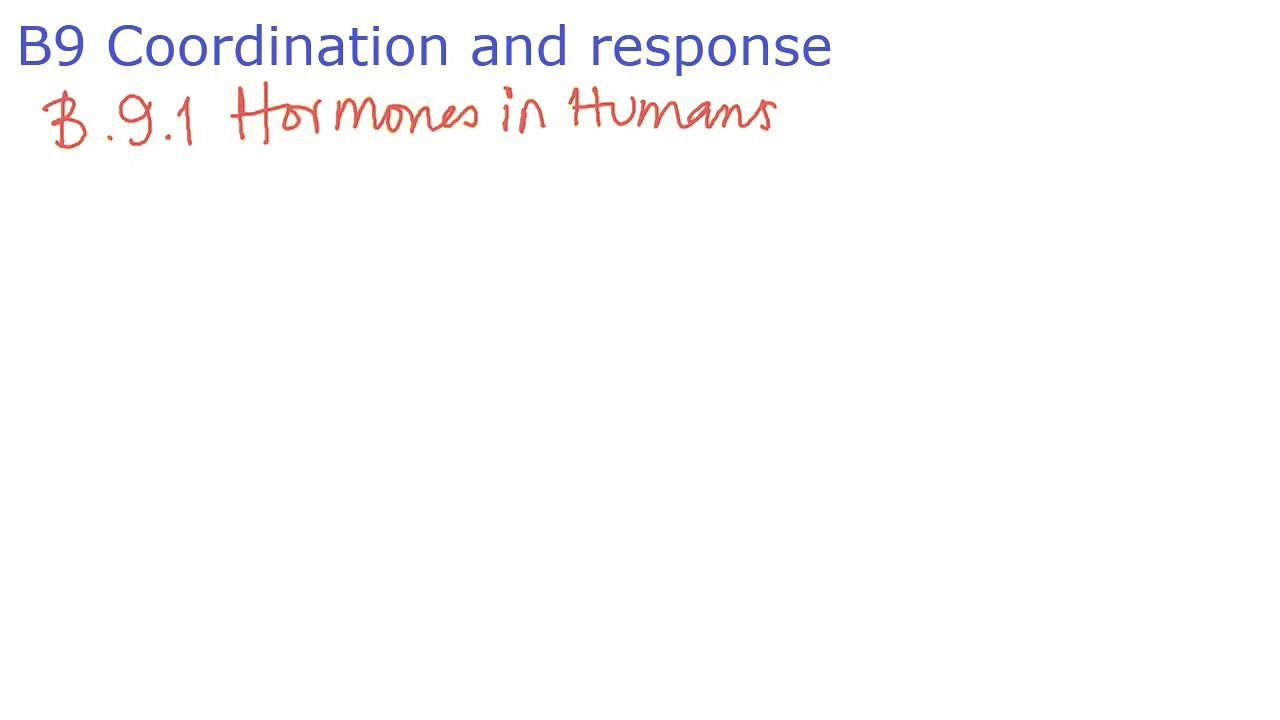 B9 Coordination and response
B.9.1 Hormones in Humans